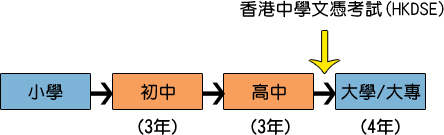 香港中學文憑考試(HKDSE)
小學
初中
高中
大學/大專
(3年)
(3年)
(4年)